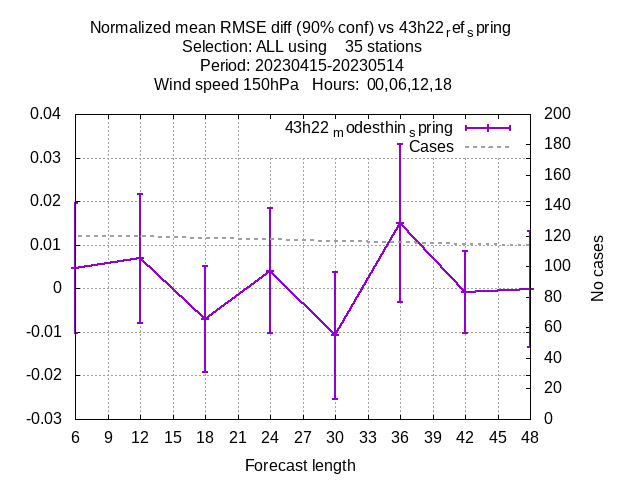 Normalized mean RMSE diff (90% conf) vs 43h22refspring
Selection: ALL using    35 stations
Period: 20230415-20230514
Wind speed 150hPa   Hours:  00,06,12,18
43h22modesthinspring
Cases
0.04
0.03
0.02
0.01
0
-0.01
-0.02
-0.03
200
180
160
140
120
100
80
60
40
20
0
No cases
6 9 12 15 18 21 24 27 30 33 36 39 42 45 48
Forecast length